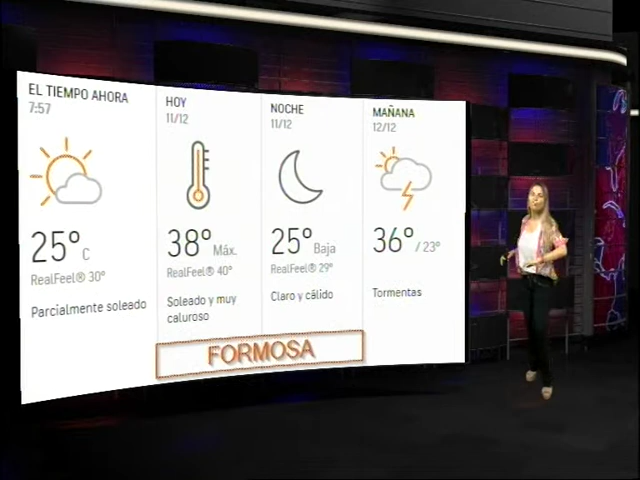 EL TIEMPO AHORA
7:57
25° C
RealFeel® 30°
Parcialmente soleado
HOY
11/12
38° Máx.
RealFeel® 40°
Soleado y muy
caluroso
NOCHE
11/12
25° Baja
RealFeel® 29°
Claro y cálido
MAÑANA
12/12
36° / 23°
Tormentas
FORMOSA